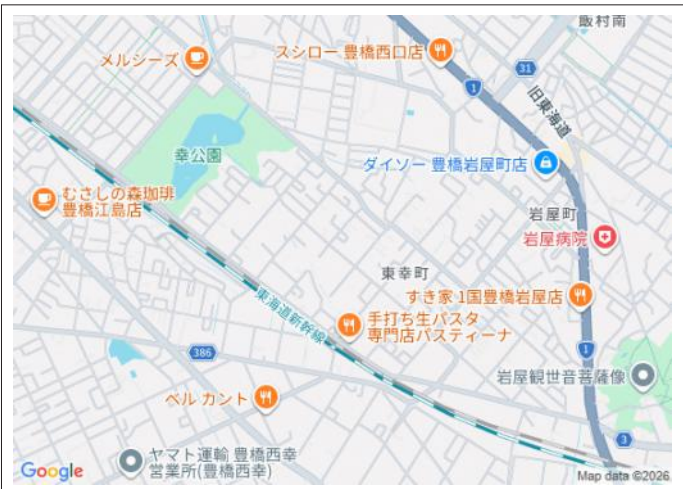 飯村南
メルシーズ
スシロー 豊橋西口店
31
1
旧東海道
幸公園
ダイソー 豊橋岩屋町店
むさしの森珈琲
豊橋江島店
岩屋町
岩屋病院
東幸町
すき家 1国豊橋岩屋店
東海道新幹線
手打ち生パスタ
専門店パスティーナ
386
1
岩屋観世音菩薩像
ベル カント
3
ヤマト運輸 豊橋西幸
営業所(豊橋西幸)
Google
Map data ©2026